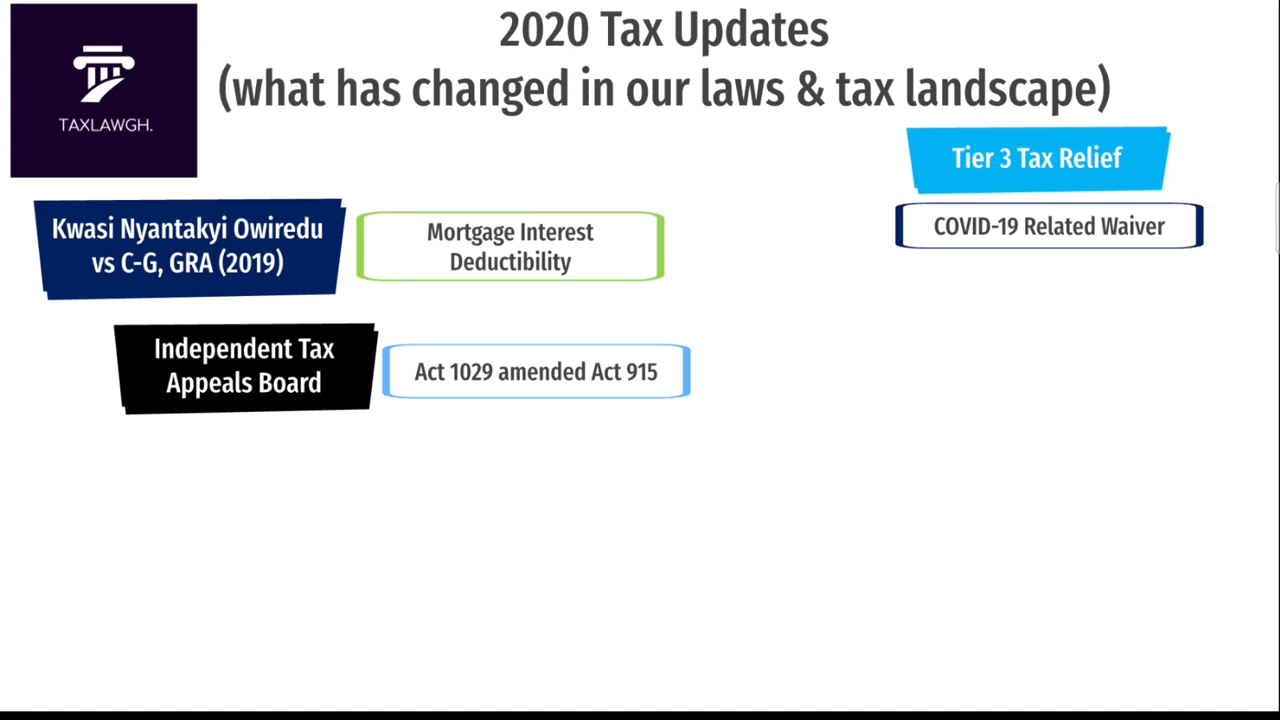 2020 Tax Updates
(what has changed in our laws & tax landscape)
TAXLAWGH.
Tier 3 Tax Relief
COVID-19 Related Waiver
Kwasi Nyantakyi Owiredu
vs C-G, GRA (2019)
Mortgage Interest
Deductibility
Independent Tax
Appeals Board
Act 1029 amended Act 915